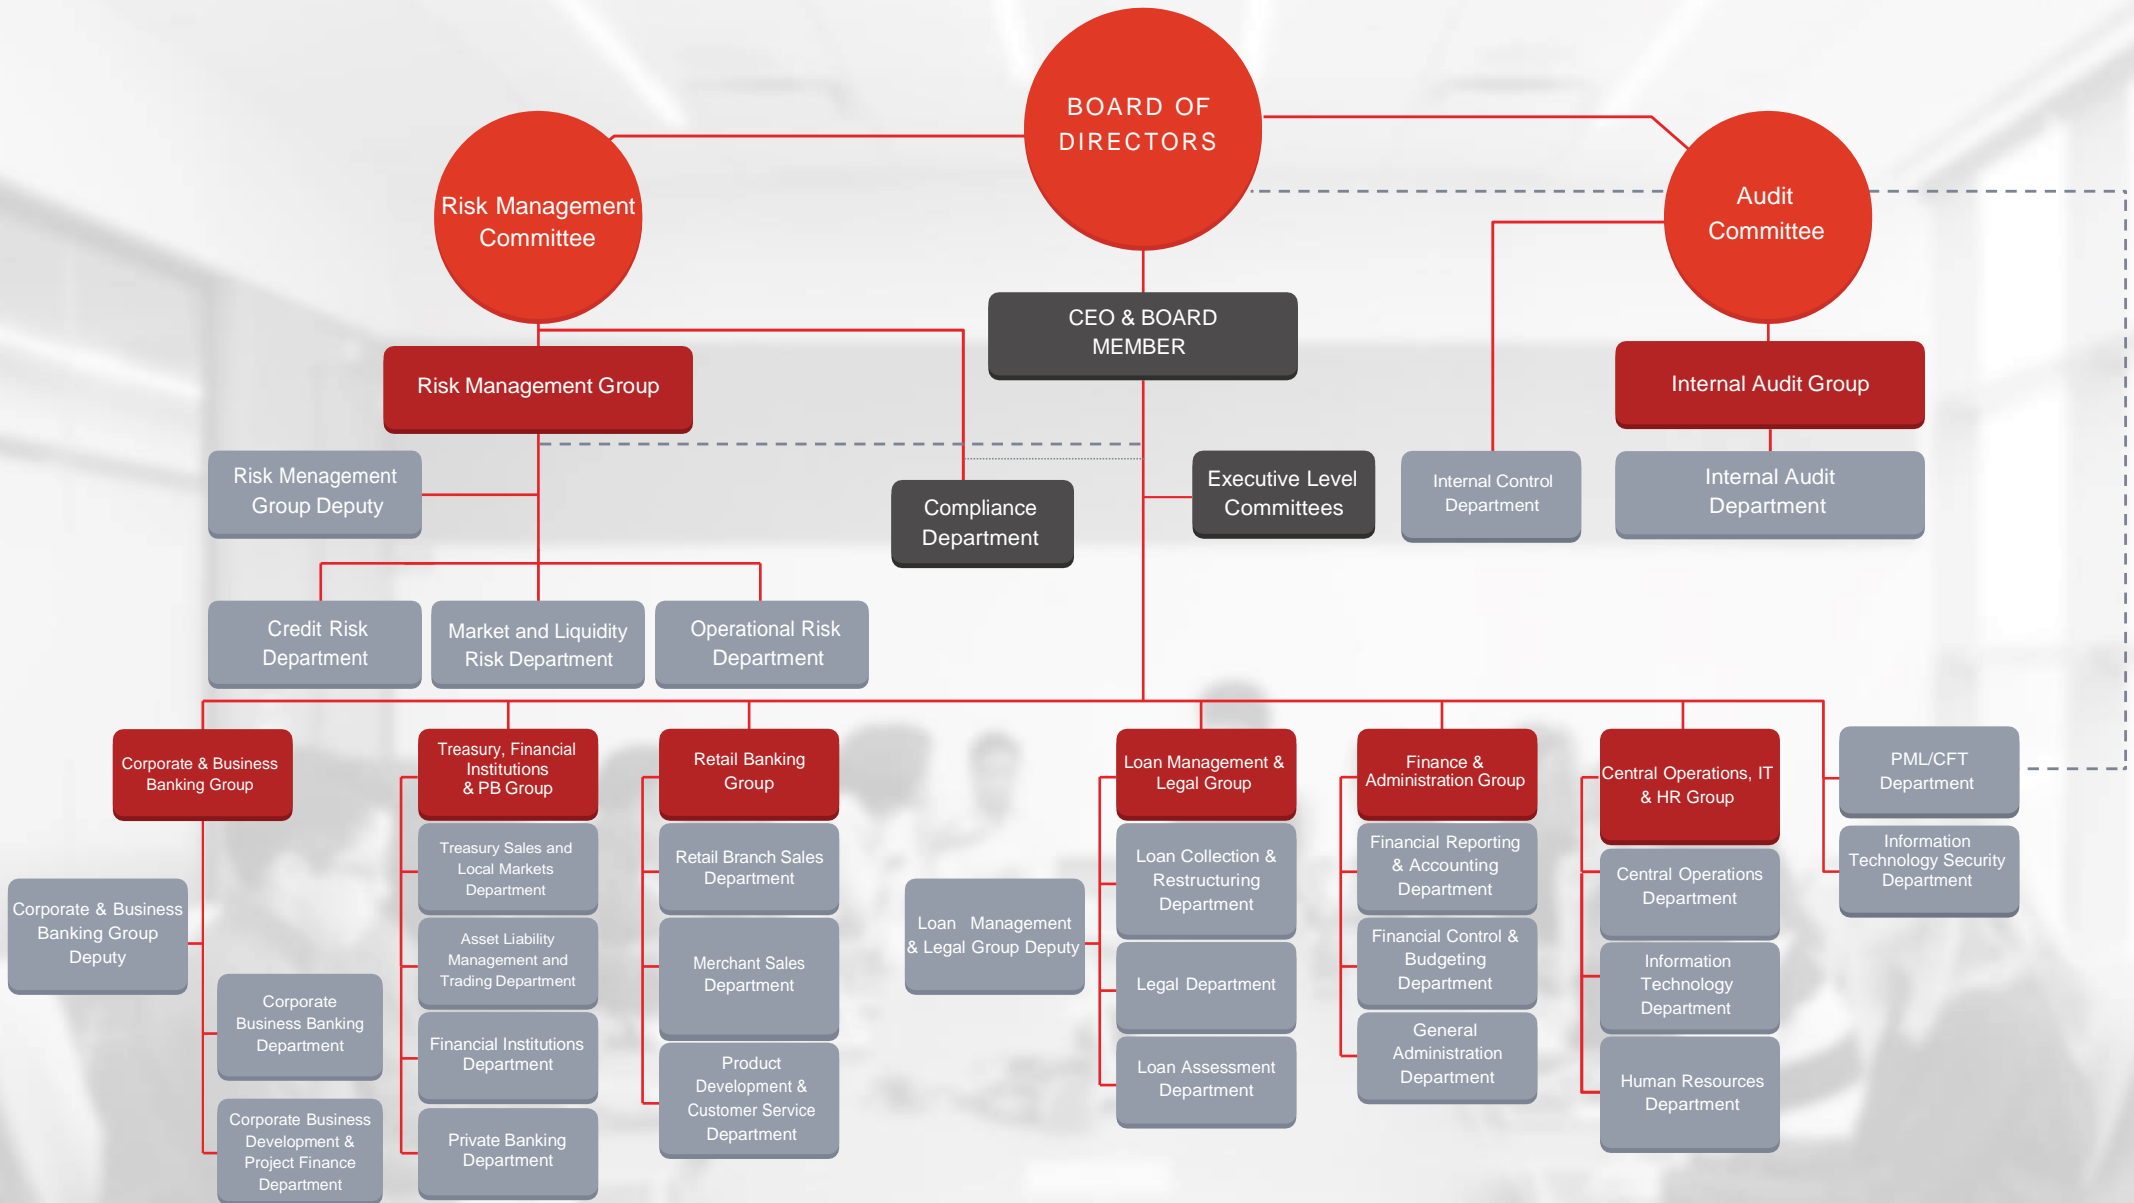 BOARD OF
DIRECTORS
Risk Management
Committee
Audit
Committee
CEO & BOARD
MEMBER
Risk Management Group
Internal Audit Group
Risk Menagement
Group Deputy
Compliance
Department
Executive Level
Committees
Internal Control
Department
Internal Audit
Department
Credit Risk
Department
Market and Liquidity
Risk Department
Operational Risk
Department
Corporate & Business
Banking Group
Treasury, Financial
Institutions
& PB Group
Retail Banking
Group
Loan Management &
Legal Group
Finance &
Administration Group
Central Operations, IT
& HR Group
PML/CFT
Department
Corporate & Business
Banking Group
Deputy
Corporate
Business Banking
Department
Corporate Business
Development &
Project Finance
Department
Treasury Sales and
Local Markets
Department
Asset Liability
Management and
Trading Department
Financial Institutions
Department
Private Banking
Department
Retail Branch Sales
Department
Merchant Sales
Department
Product
Development &
Customer Service
Department
Loan Management
& Legal Group Deputy
Loan Collection &
Restructuring
Department
Legal Department
Loan Assessment
Department
Financial Reporting
& Accounting
Department
Financial Control &
Budgeting
Department
General
Administration
Department
Central Operations
Department
Information
Technology
Department
Human Resources
Department
Information
Technology Security
Department